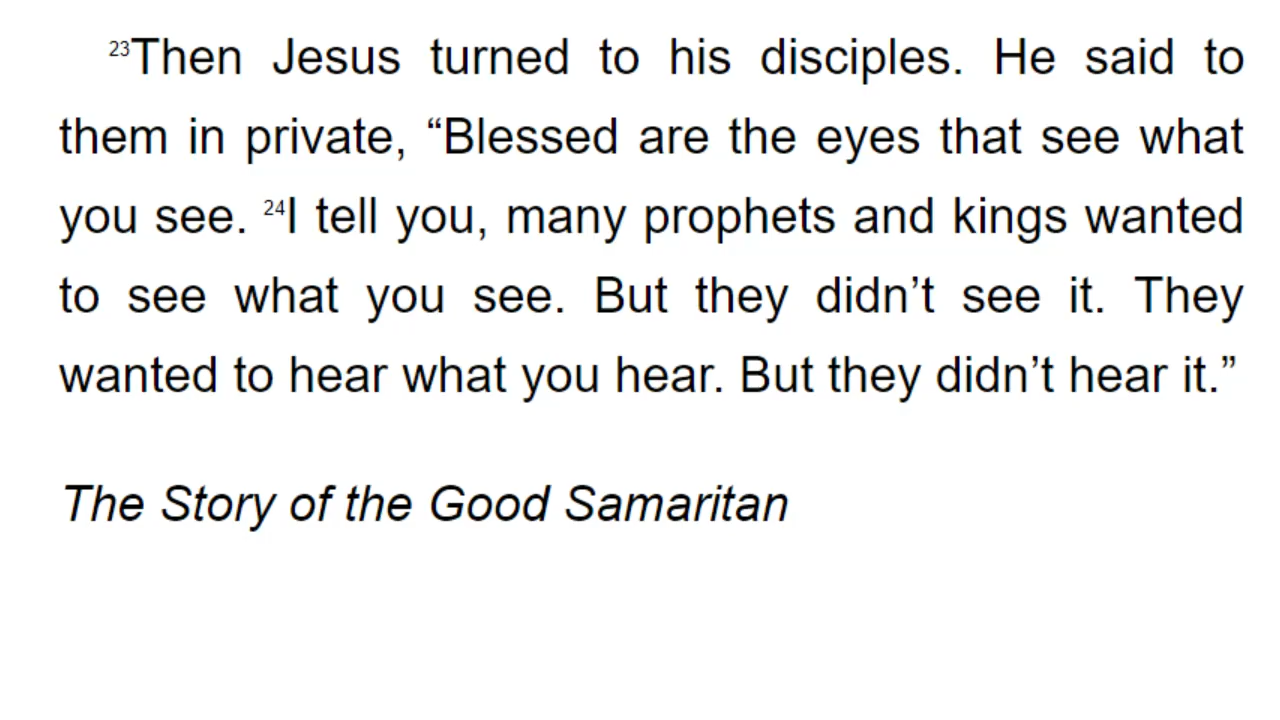 23Then Jesus turned to his disciples. He said to
them in private, “Blessed are the eyes that see what
you see. 24I tell you, many prophets and kings wanted
to see what you see. But they didn’t see it. They
wanted to hear what you hear. But they didn’t hear it.”
The Story of the Good Samaritan